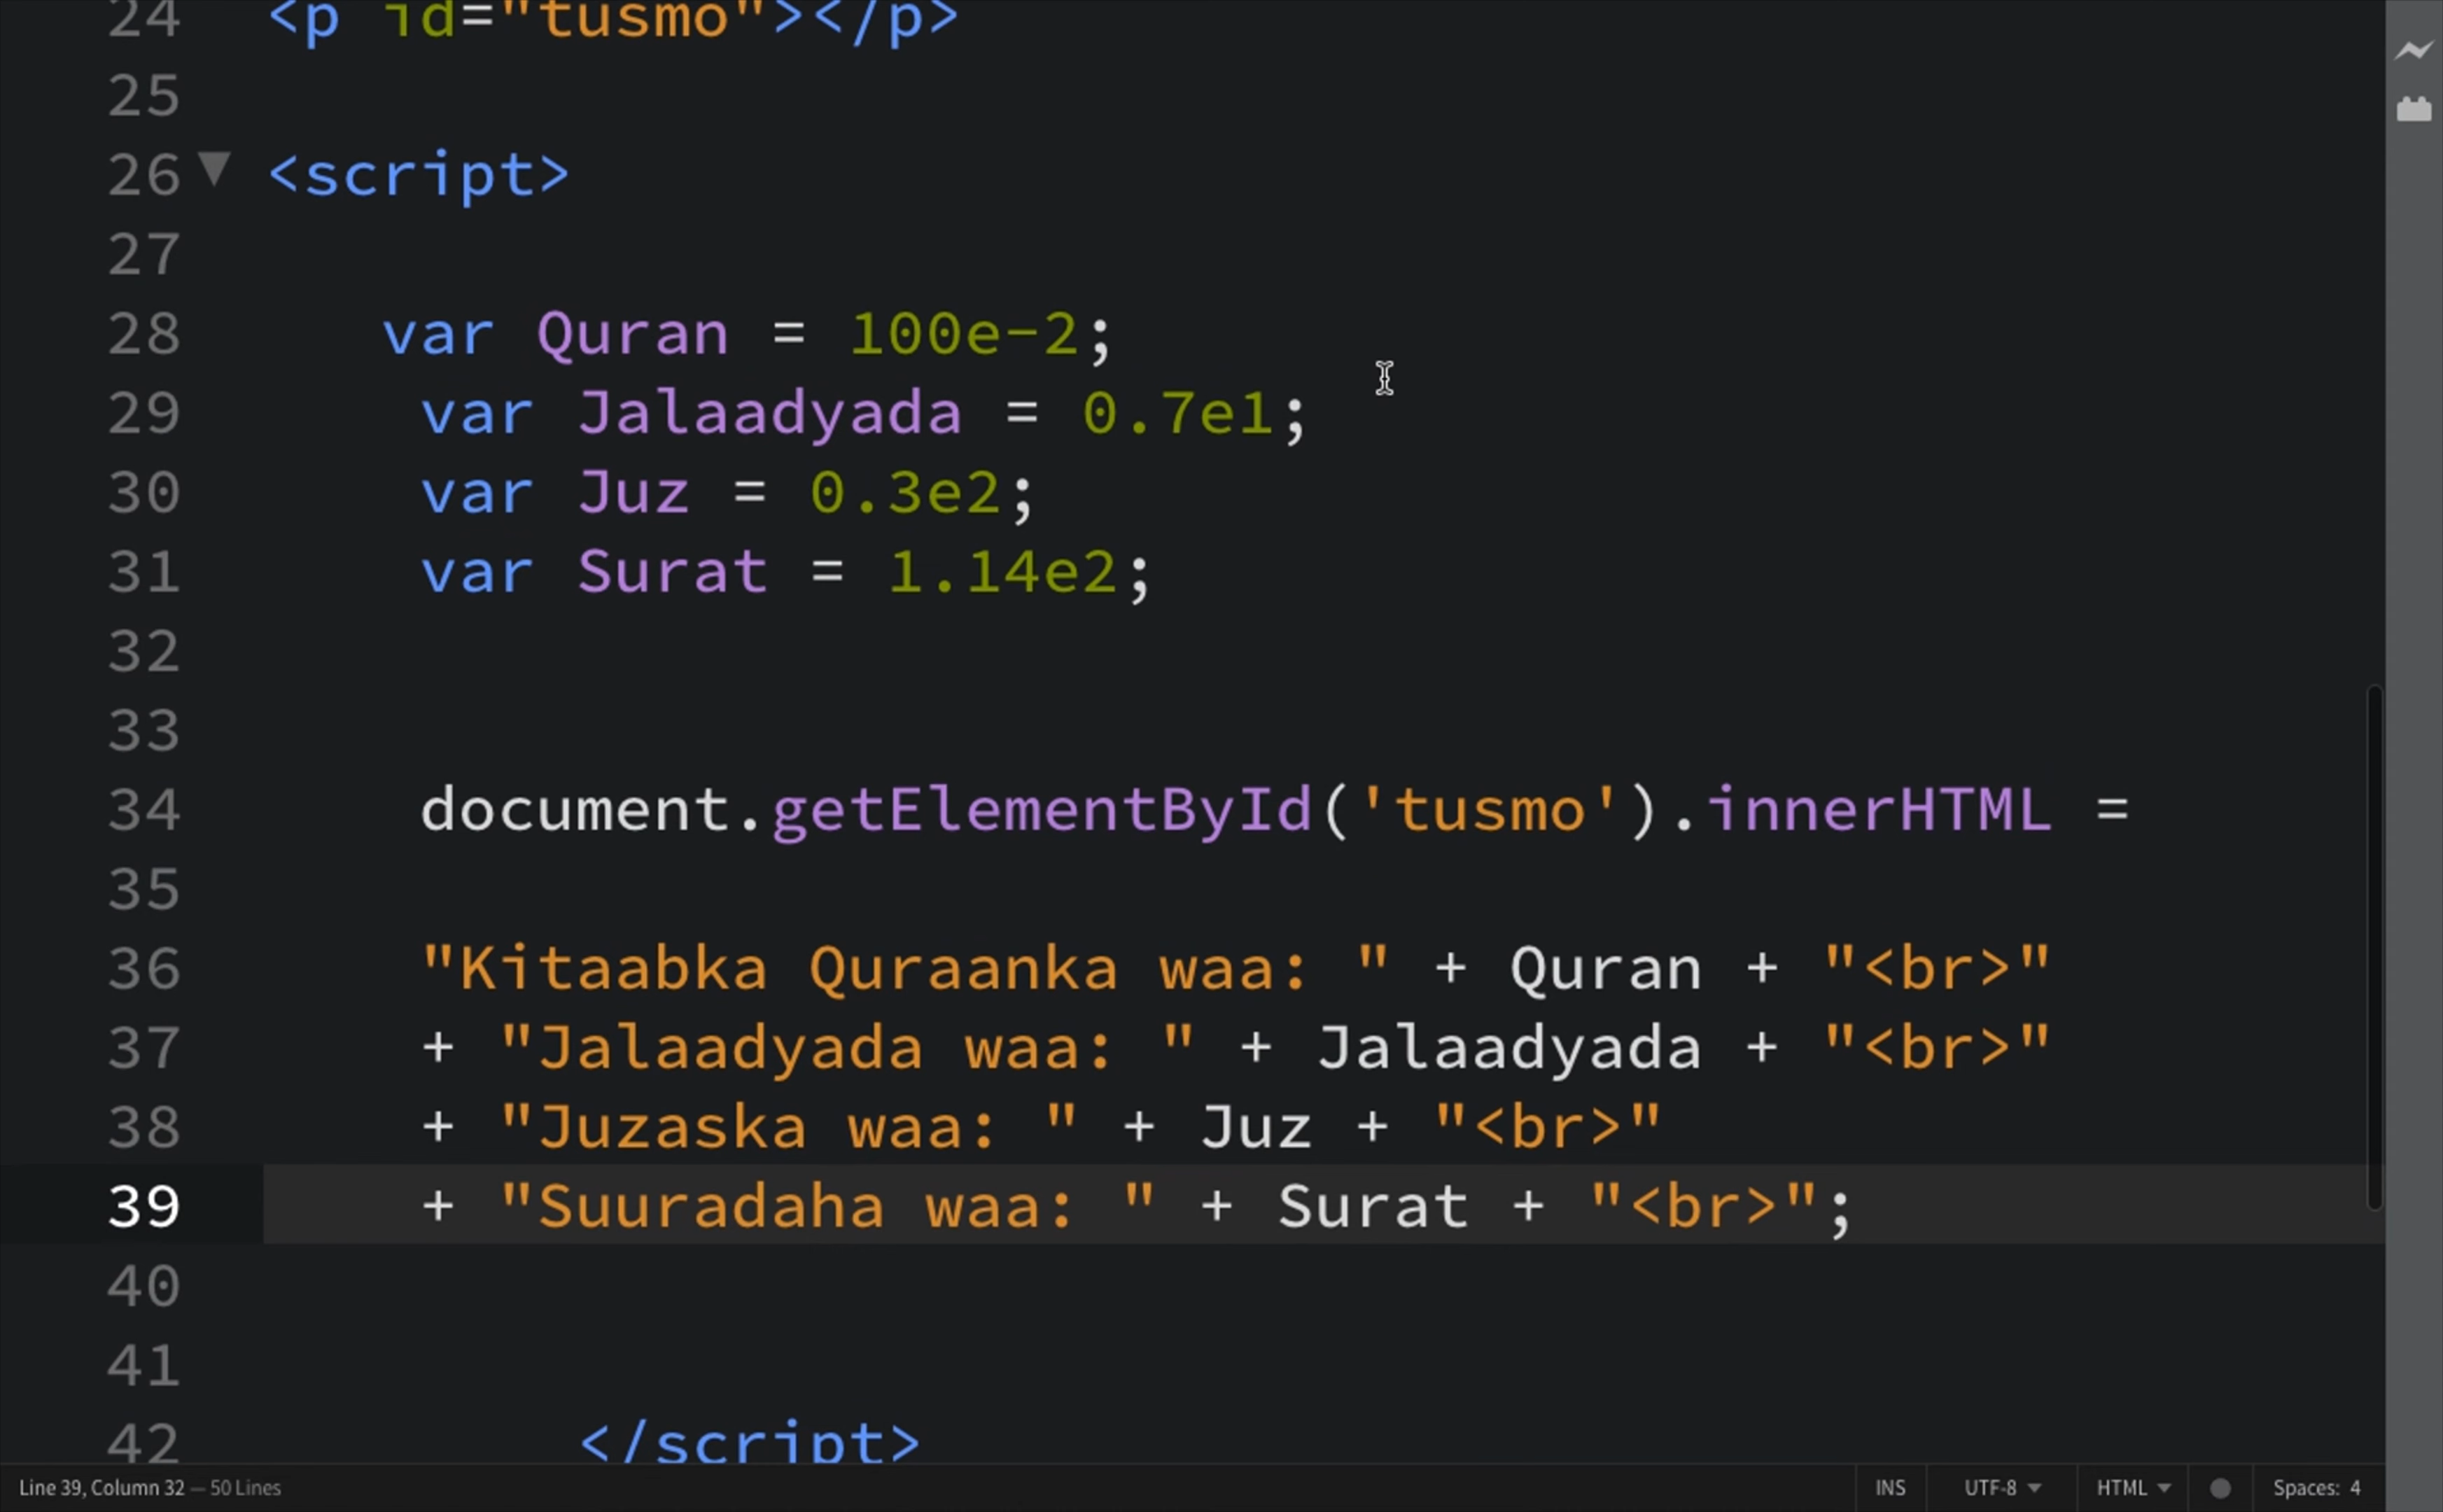 24 <p id="tusmo"></p>
25
26 <script>
27
28 var Quran = 100e-2;
29 var Jalaadyada = 0.7e1;
30 var Juz = 0.3e2;
31 var Surat = 1.14e2;
32
33
34 document.getElementById('tusmo').innerHTML =
35
36 "Kitaabka Quraanka waa: " + Quran + "<br>"
37 + "Jalaadyada waa: " + Jalaadyada + "<br>"
38 + "Juzaska waa: " + Juz + "<br>"
39 + "Suuradaha waa: " + Surat + "<br>";
40
41
42 </script>
Line 39, Column 32 — 50 Lines INS UTF-8 HTML Spaces: 4